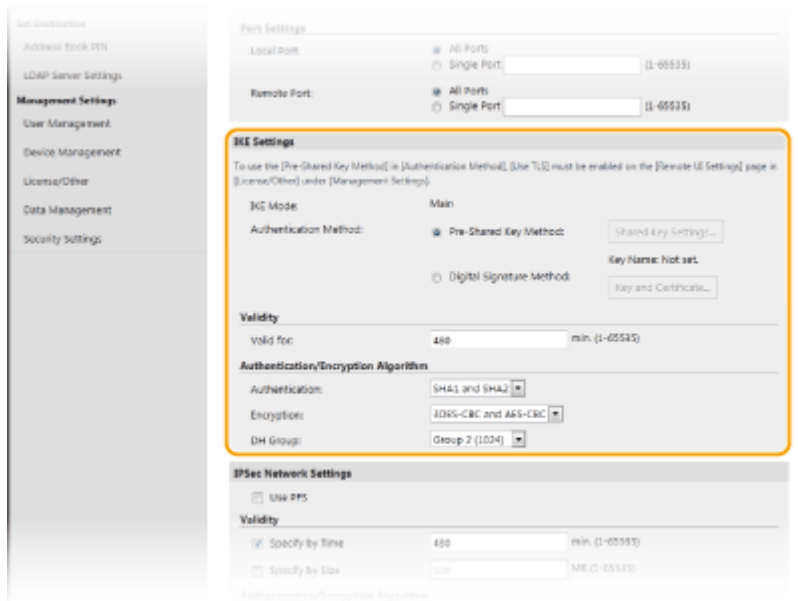 Set Destination
Address Book PIN
LDAP Server Settings
Management Settings
User Management
Device Management
License/Other
Data Management
Security Settings
Port Settings
Local Port:
All Ports
Single Port
(1-65535)
Remote Port:
All Ports
Single Port
(1-65535)
IKE Settings
To use the [Pre-Shared Key Method] in [Authentication Method], [Use TLS] must be enabled on the [Remote UI Settings] page in
[License/Other] under [Management Settings].
IKE Mode:
Main
Authentication Method:
Pre-Shared Key Method:
Shared Key Settings...
Key Name: Not set.
Digital Signature Method:
Key and Certificate...
Validity
Valid for:
480
min. (1-65535)
Authentication/Encryption Algorithm
Authentication:
SHA1 and SHA2
Encryption:
3DES-CBC and AES-CBC
DH Group:
Group 2 (1024)
IPSec Network Settings
Use PFS
Validity
Specify by Time
480
min. (1-65535)
Specify by Size
MB (1-65535)
Authentication/Encryption Algorithm